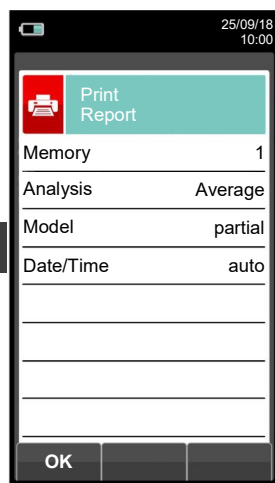 25/09/18
10:00
Print
Report
Memory 1
Analysis Average
Model partial
Date/Time auto
OK